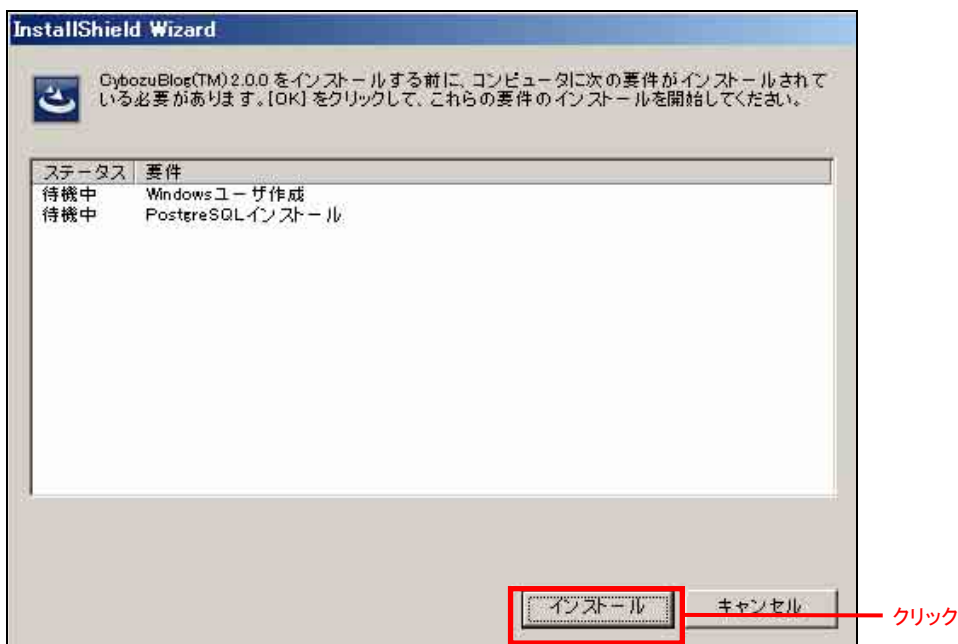 InstallShield Wizard
CybozuBlog(TM)2.0.0 をインストールする前に、コンピュータに次の要件がインストールされて
いる必要があります。[OK] をクリックして、これらの要件のインストールを開始してください。
ステータス 要件
待機中 Windowsユーザ作成
待機中 PostgreSQLインストール
インストール キャンセル クリック